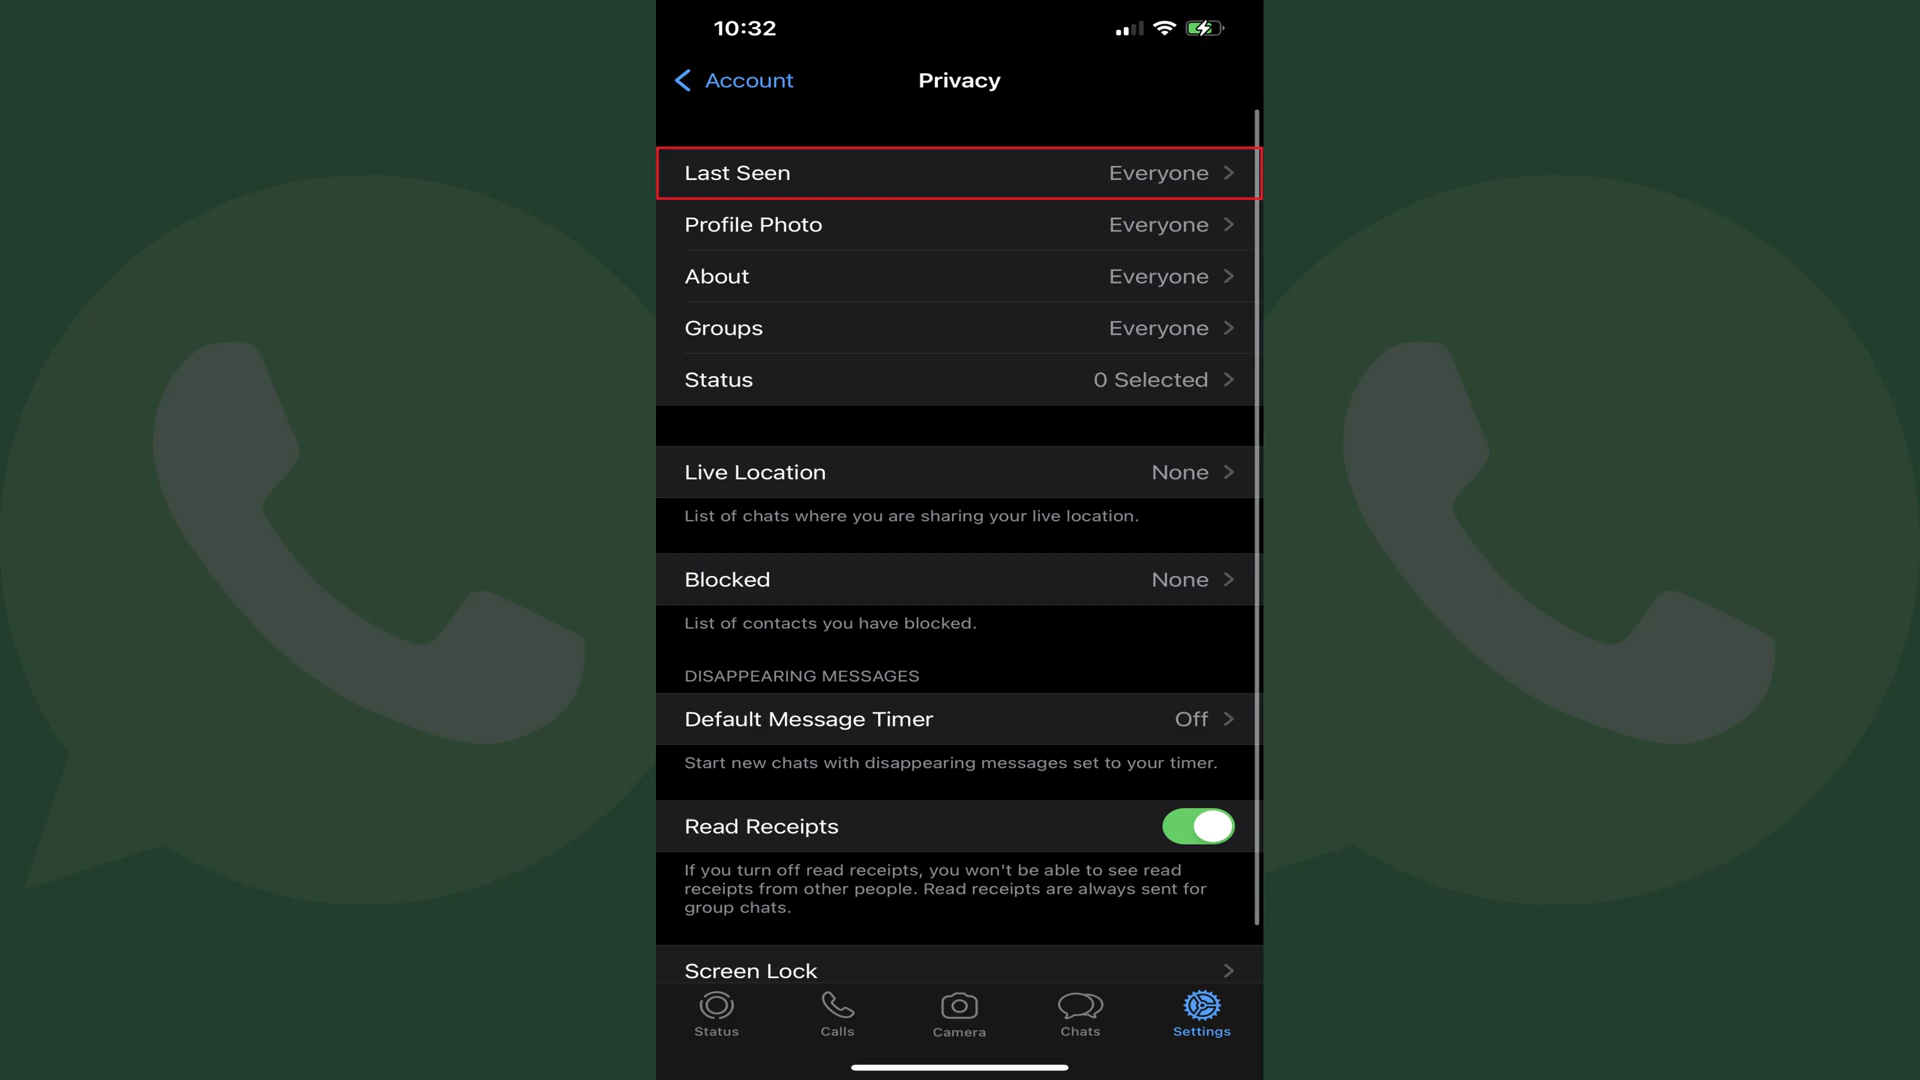 10:32
Account
Privacy
Last Seen Everyone
Profile Photo Everyone
About Everyone
Groups Everyone
Status 0 Selected
Live Location None
List of chats where you are sharing your live location.
Blocked None
List of contacts you have blocked.
DISAPPEARING MESSAGES
Default Message Timer Off
Start new chats with disappearing messages set to your timer.
Read Receipts
If you turn off read receipts, you won't be able to see read
receipts from other people. Read receipts are always sent for
group chats.
Screen Lock
Status Calls Camera Chats Settings